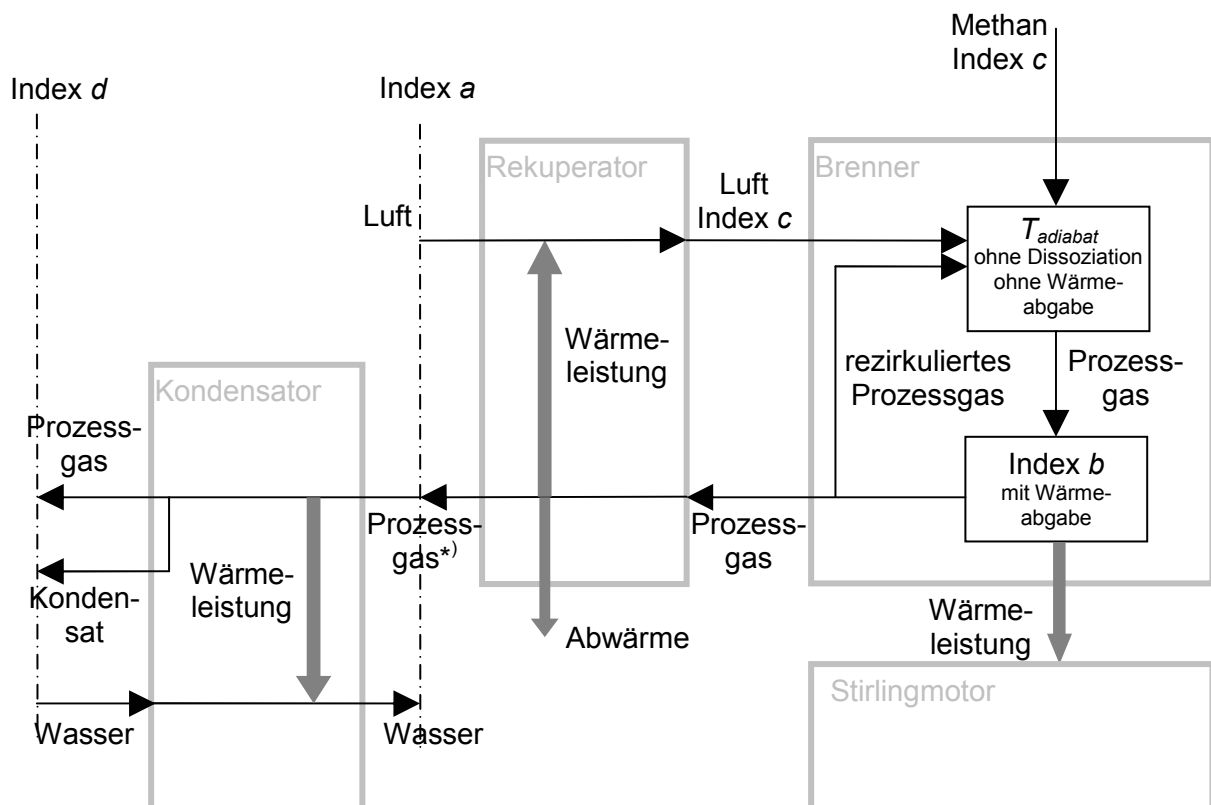 Methan
Index c
Index d
Index a
Rekuperator
Brenner
Luft
Luft
Index c
T adiabat
ohne Dissoziation
ohne Wärme-
abgabe
Wärme-
leistung
rezirkuliertes
Prozessgas
Prozess-
gas
Kondensator
Prozess-
gas
Index b
mit Wärme-
abgabe
Prozess-
gas*)
Prozess-
gas
Wärme-
leistung
Konden-
sat
Abwärme
Wärme-
leistung
Stirlingmotor
Wasser
Wasser